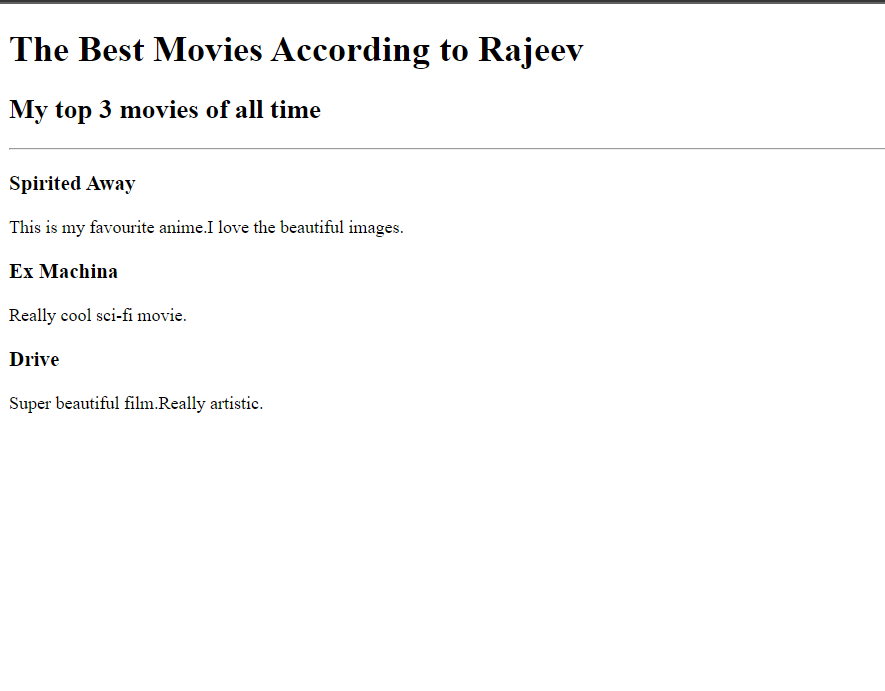 The Best Movies According to Rajeev
My top 3 movies of all time
Spirited Away
This is my favourite anime.I love the beautiful images.
Ex Machina
Really cool sci-fi movie.
Drive
Super beautiful film.Really artistic.